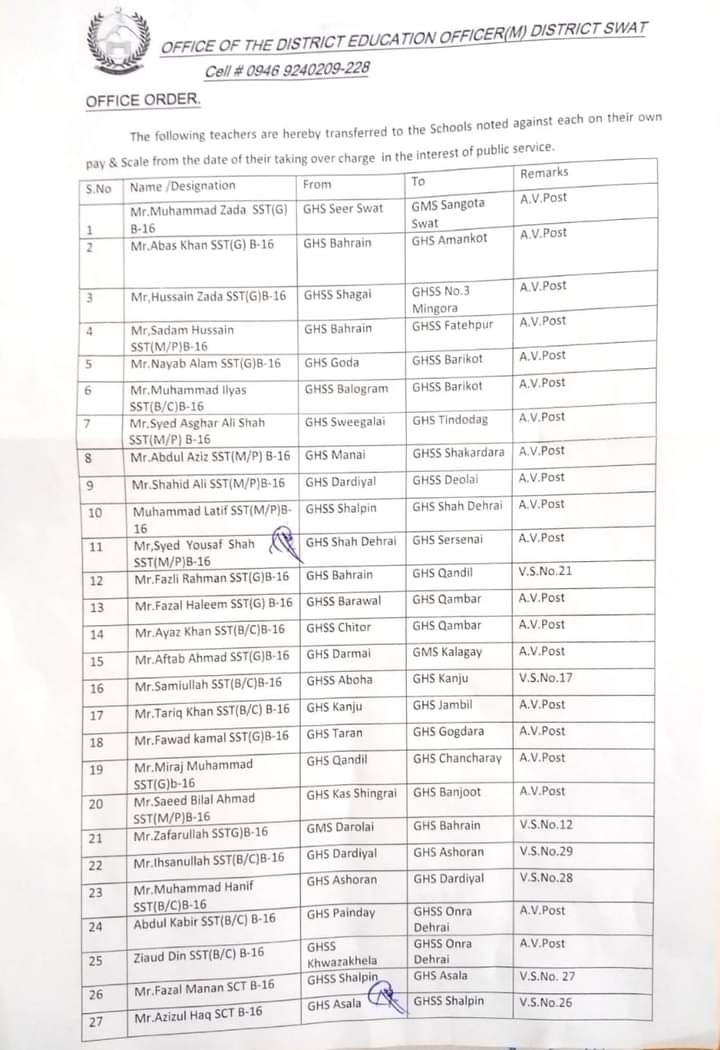 OFFICE OF THE DISTRICT EDUCATION OFFICER(M) DISTRICT SWAT
Cell # 0946 9240209-228
OFFICE ORDER.
The following teachers are hereby transferred to the Schools noted against each on their own
pay & Scale from the date of their taking over charge in the interest of public service.
S.No Name /Designation From To Remarks
1 Mr.Muhammad Zada SST(G) GHS Seer Swat GMS Sangota A.V.Post
B-16 Swat
2 Mr.Abas Khan SST(G) B-16 GHS Bahrain GHS Amankot A.V.Post
3 Mr,Hussain Zada SST(G)B-16 GHSS Shagai GHSS No.3 A.V.Post
Mingora
4 Mr,Sadam Hussain GHS Bahrain GHSS Fatehpur A.V.Post
SST(M/P)B-16
5 Mr.Nayab Alam SST(G)B-16 GHS Goda GHSS Barikot A.V.Post
6 Mr.Muhammad Ilyas GHSS Balogram GHSS Barikot A.V.Post
SST(B/C)B-16
7 Mr.Syed Asghar Ali Shah GHS Sweegalai GHS Tindodag A.V.Post
SST(M/P) B-16
8 Mr.Abdul Aziz SST(M/P) B-16 GHS Manai GHSS Shakardara A.V.Post
9 Mr.Shahid Ali SST(M/P)B-16 GHS Dardiyal GHSS Deolai A.V.Post
10 Muhammad Latif SST(M/P)B- GHSS Shalpin GHS Shah Dehrai A.V.Post
16
11 Mr,Syed Yousaf Shah GHS Shah Dehrai GHS Sersenai A.V.Post
SST(M/P)B-16
12 Mr.Fazli Rahman SST(G)B-16 GHS Bahrain GHS Qandil V.S.No.21
13 Mr.Fazal Haleem SST(G) B-16 GHSS Barawal GHS Qambar A.V.Post
14 Mr.Ayaz Khan SST(B/C)B-16 GHSS Chitor GHS Qambar A.V.Post
15 Mr.Aftab Ahmad SST(G)B-16 GHS Darmai GMS Kalagay A.V.Post
16 Mr.Samiullah SST(B/C)B-16 GHSS Aboha GHS Kanju V.S.No.17
17 Mr.Tariq Khan SST(B/C) B-16 GHS Kanju GHS Jambil A.V.Post
18 Mr.Fawad kamal SST(G)B-16 GHS Taran GHS Gogdara A.V.Post
19 Mr.Miraj Muhammad GHS Qandil GHS Chancharay A.V.Post
SST(G)b-16
20 Mr.Saeed Bilal Ahmad GHS Kas Shingrai GHS Banjoot A.V.Post
SST(M/P)B-16
21 Mr.Zafarullah SSTG)B-16 GMS Darolai GHS Bahrain V.S.No.12
22 Mr.Ihsanullah SST(B/C)B-16 GHS Dardiyal GHS Ashoran V.S.No.29
23 Mr.Muhammad Hanif GHS Ashoran GHS Dardiyal V.S.No.28
SST(B/C)B-16
24 Abdul Kabir SST(B/C) B-16 GHS Painday GHSS Onra A.V.Post
Dehrai
25 Ziaud Din SST(B/C) B-16 GHSS GHSS Onra A.V.Post
Khwazakhela Dehrai
26 Mr.Fazal Manan SCT B-16 GHSS Shalpin GHS Asala V.S.No. 27
27 Mr.Azizul Haq SCT B-16 GHS Asala GHSS Shalpin V.S.No.26